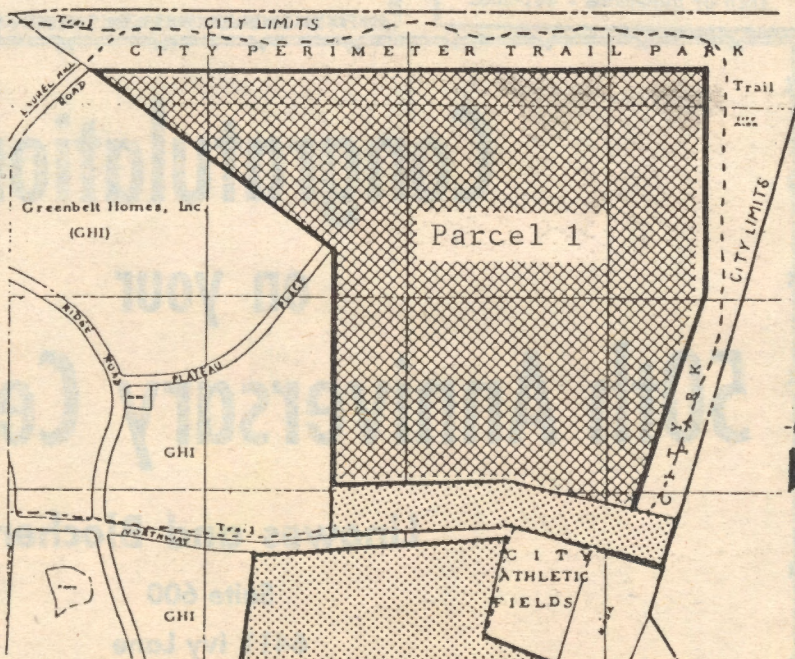 Trail
CITY LIMITS
CITY PERIMETER TRAIL PARK
LAUREL HILL
ROAD
Trail
Greenbelt Homes, Inc.
(GHI)
Parcel 1
CITY LIMITS
RIDGE
ROAD
PLATEAU
PLACE
CITY
PARK
GHI
Trail
NORTHWAY
CITY
ATHLETIC
FIELDS
GHI